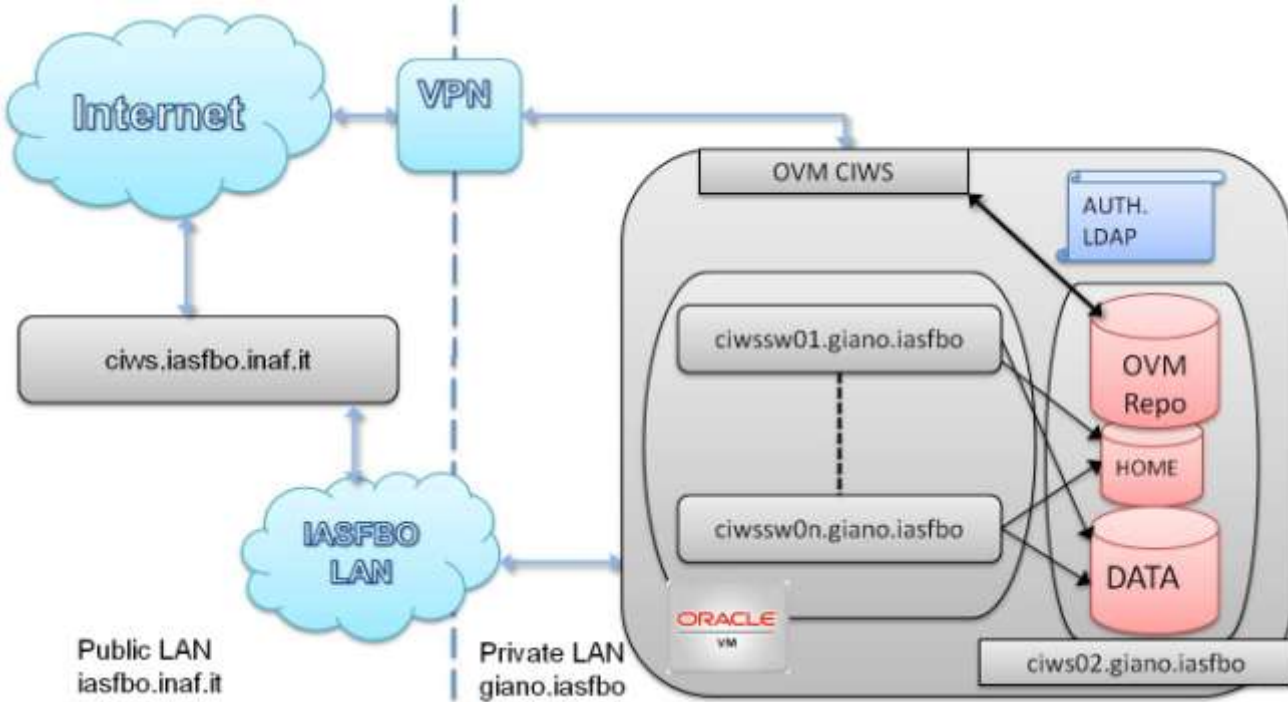 Internet
VPN
OVM CIWS
AUTH.
LDAP
ciws.iasfbo.inaf.it
ciwssw01.giano.iasfbo
OVM
Repo
HOME
ciwssw0n.giano.iasfbo
DATA
IASFBO
LAN
ORACLE
VM
Public LAN
iasfbo.inaf.it
Private LAN
giano.iasfbo
ciws02.giano.iasfbo